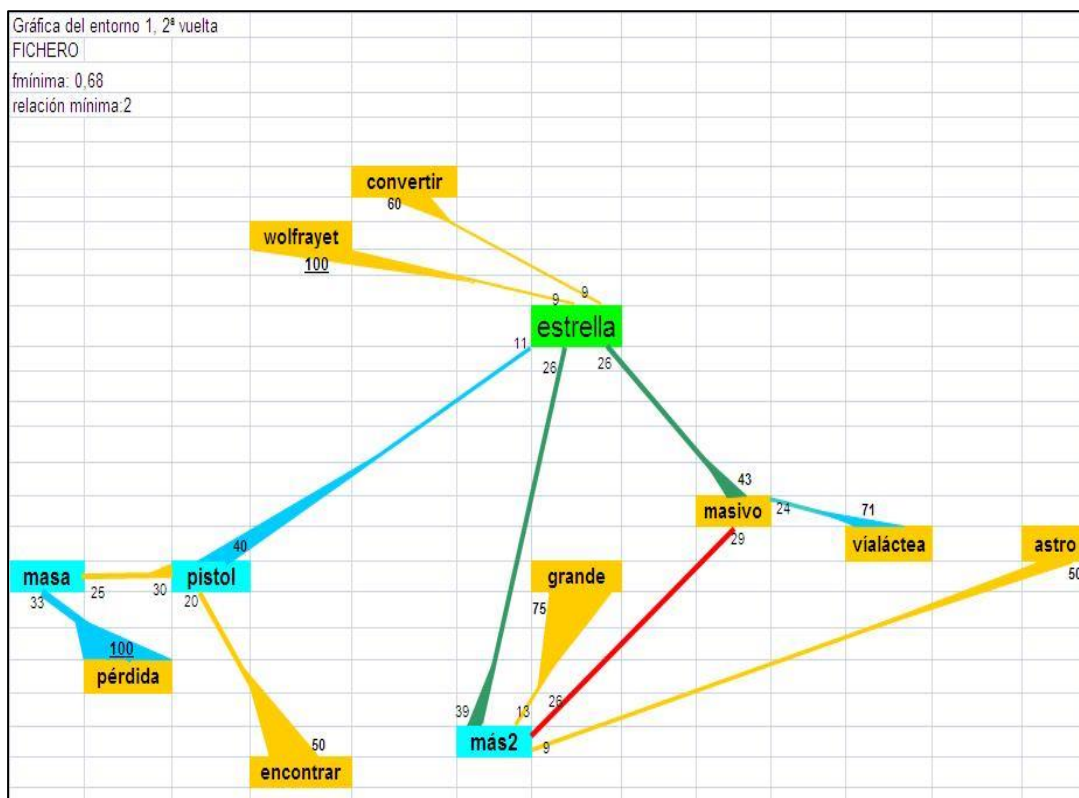 Gráfica del entorno 1, 2ª vuelta
FICHERO
fmínima: 0,68
relación mínima:2
convertir
60
wolfrayet
100
9
9
estrella
11
26
26
43
masivo
24
71
29
víaláctea
astro
50
40
masa
pistol
grande
33
25
30
20
75
100
pérdida
39
13
26
más2
9
50
encontrar